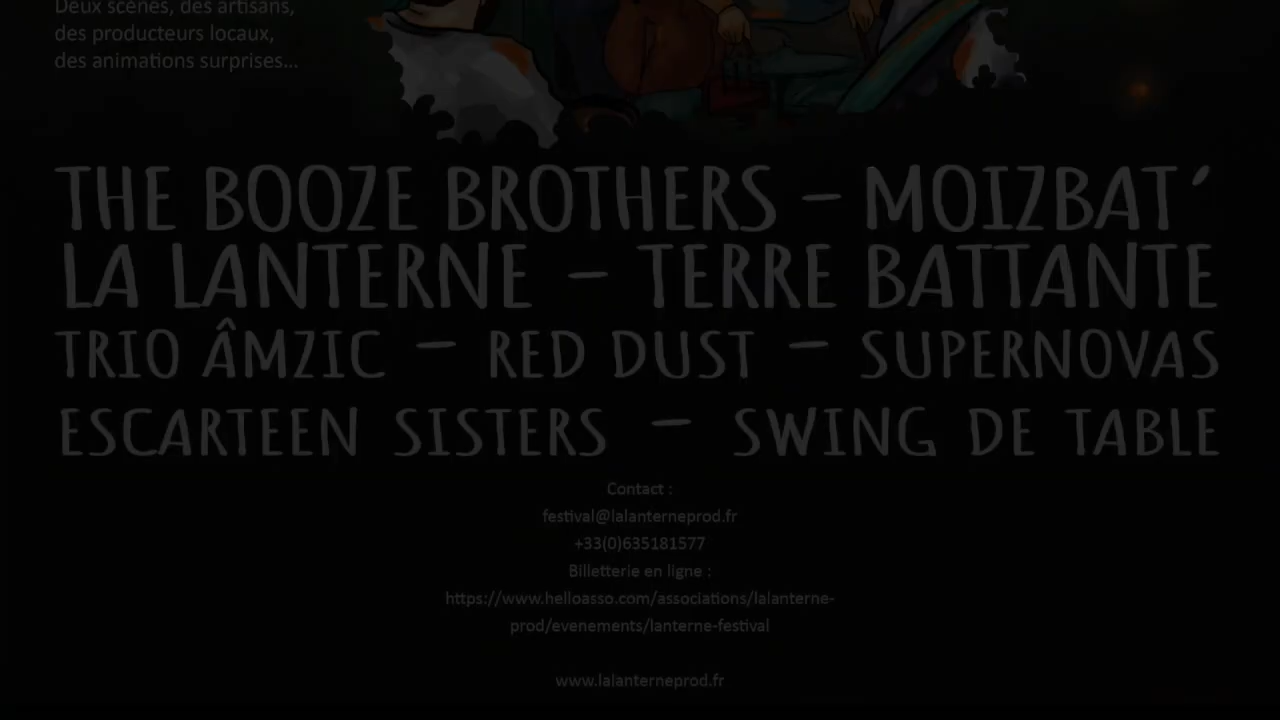 Deux scènes, des artisans,
des producteurs locaux,
des animations surprises...
THE BOOZE BROTHERS – MOIZBAT'
LA LANTERNE – TERRE BATTANTE
TRIO ÂMZIC – RED DUST – SUPERNOVAS
ESCARTEEN SISTERS – SWING DE TABLE
Contact :
festival@lalanterneprod.fr
+33(0)635181577
Billetterie en ligne :
https://www.helloasso.com/associations/lalanterne-
prod/evenements/lanterne-festival
www.lalanterneprod.fr